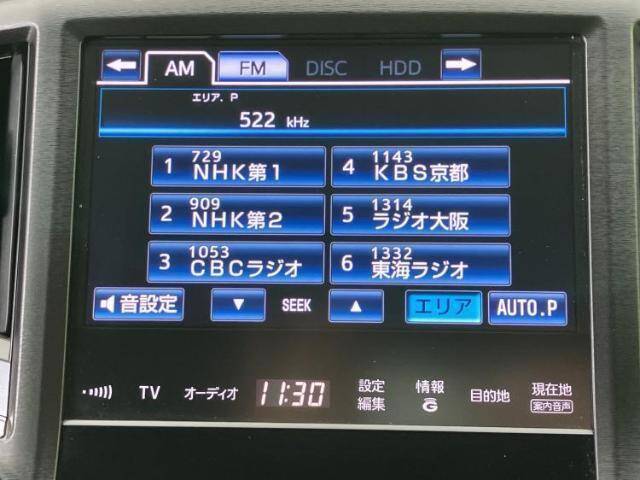 AM FM DISC HDD
エリア. P
522 kHz
729
1 NHK第1
1143
4 KBS京都
909
2 NHK第2
1314
5 ラジオ大阪
1053
3 CBCラジオ
1332
6 東海ラジオ
音設定 SEEK エリア AUTO.P
TV オーディオ 11:30 設定 編集 情報 G 目的地 現在地 案内音声